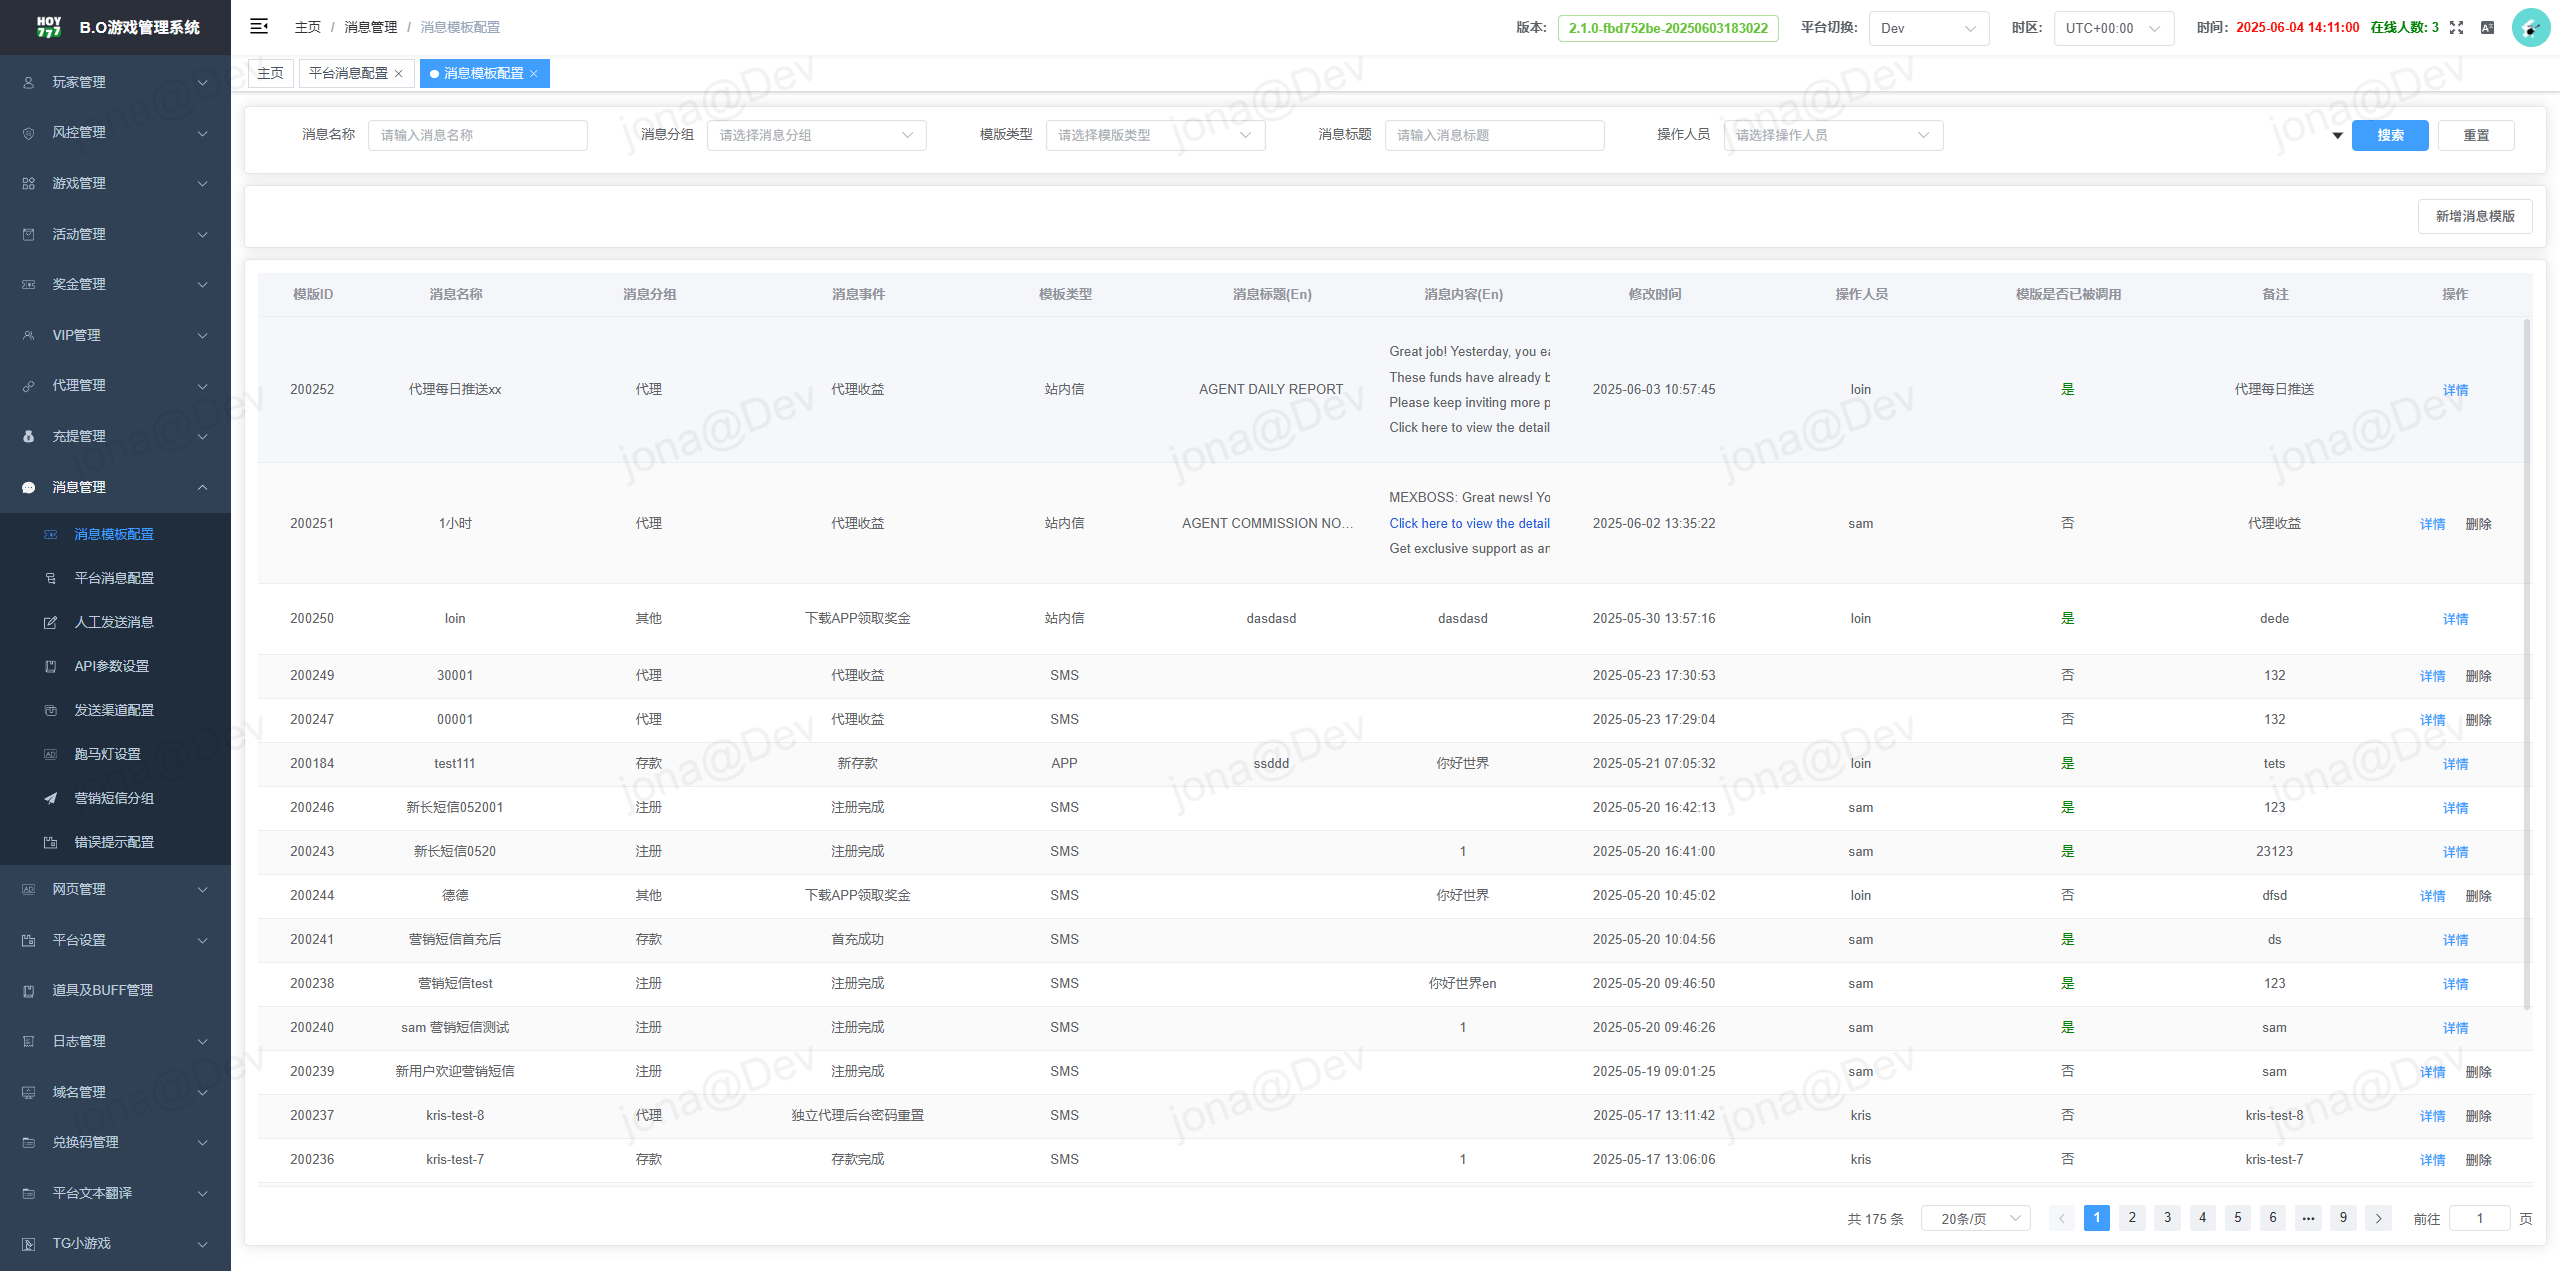 HOY
777
B.O游戏管理系统
主页 / 消息管理 / 消息模板配置
版本: 2.1.0-fbd752be-20250603183022 平台切换: Dev 时区: UTC+00:00 时间: 2025-06-04 14:11:00 在线人数: 3
主页 平台消息配置 消息模板配置
消息名称 请输入消息名称 消息分组 请选择消息分组 模版类型 请选择模版类型 消息标题 请输入消息标题 操作人员 请选择操作人员 搜索 重置
新增消息模版
玩家管理
风控管理
游戏管理
活动管理
奖金管理
VIP管理
代理管理
充提管理
消息管理
消息模板配置
平台消息配置
人工发送消息
API参数设置
发送渠道配置
跑马灯设置
营销短信分组
错误提示配置
网页管理
平台设置
道具及BUFF管理
日志管理
域名管理
兑换码管理
平台文本翻译
TG小游戏
模版ID 消息名称 消息分组 消息事件 模板类型 消息标题(En) 消息内容(En) 修改时间 操作人员 模版是否已被调用 备注 操作
200252 代理每日推送xx 代理 代理收益 站内信 AGENT DAILY REPORT
Great job! Yesterday, you ea
These funds have already b
Please keep inviting more p
Click here to view the detail
2025-06-03 10:57:45 loin 是 代理每日推送 详情
200251 1小时 代理 代理收益 站内信 AGENT COMMISSION NO...
MEXBOSS: Great news! Yo
Click here to view the detail
Get exclusive support as an
2025-06-02 13:35:22 sam 否 代理收益 详情 删除
200250 loin 其他 下载APP领取奖金 站内信 dasdasd dasdasd 2025-05-30 13:57:16 loin 是 dede 详情
200249 30001 代理 代理收益 SMS 2025-05-23 17:30:53 否 132 详情 删除
200247 00001 代理 代理收益 SMS 2025-05-23 17:29:04 否 132 详情 删除
200184 test111 存款 新存款 APP ssddd 你好世界 2025-05-21 07:05:32 loin 是 tets 详情
200246 新长短信052001 注册 注册完成 SMS 2025-05-20 16:42:13 sam 是 123 详情
200243 新长短信0520 注册 注册完成 SMS 1 2025-05-20 16:41:00 sam 是 23123 详情
200244 德德 其他 下载APP领取奖金 SMS 你好世界 2025-05-20 10:45:02 loin 否 dfsd 详情 删除
200241 营销短信首充后 存款 首充成功 SMS 2025-05-20 10:04:56 sam 是 ds 详情
200238 营销短信test 注册 注册完成 SMS 你好世界en 2025-05-20 09:46:50 sam 是 123 详情
200240 sam 营销短信测试 注册 注册完成 SMS 1 2025-05-20 09:46:26 sam 是 sam 详情
200239 新用户欢迎营销短信 注册 注册完成 SMS 2025-05-19 09:01:25 sam 否 sam 详情 删除
200237 kris-test-8 代理 独立代理后台密码重置 SMS 2025-05-17 13:11:42 kris 否 kris-test-8 详情 删除
200236 kris-test-7 存款 存款完成 SMS 1 2025-05-17 13:06:06 kris 否 kris-test-7 详情 删除
共 175 条 20条/页 1 2 3 4 5 6 ••• 9 前往 1 页
jona@Dev